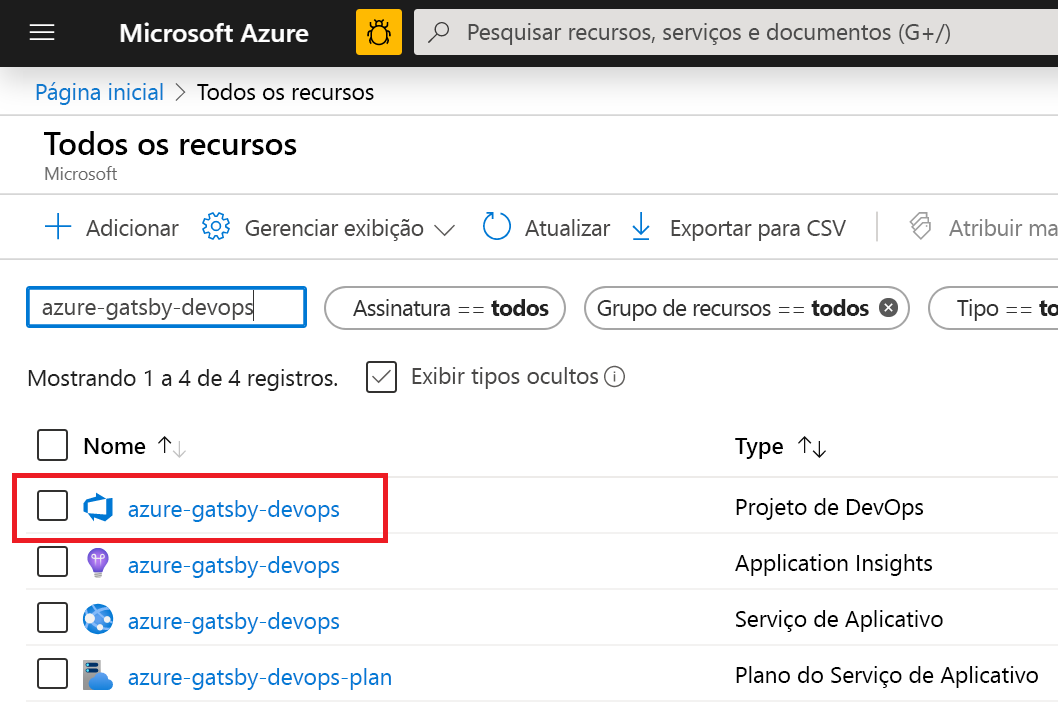 Microsoft Azure Pesquisar recursos, serviços e documentos (G+/)
Página inicial > Todos os recursos
Todos os recursos
Microsoft
Adicionar Gerenciar exibição Atualizar Exportar para CSV Atribuir ma
azure-gatsby-devops Assinatura == todos Grupo de recursos == todos Tipo == to
Mostrando 1 a 4 de 4 registros. Exibir tipos ocultos
Nome Type
azure-gatsby-devops Projeto de DevOps
azure-gatsby-devops Application Insights
azure-gatsby-devops Serviço de Aplicativo
azure-gatsby-devops-plan Plano do Serviço de Aplicativo